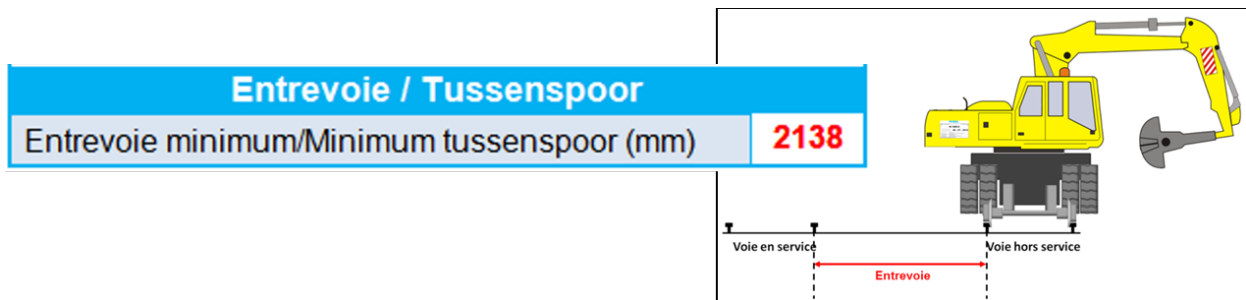 Entrevoie / Tussenspoor
Entrevoie minimum/Minimum tussenspoor (mm) 2138
Voie en service
Voie hors service
Entrevoie